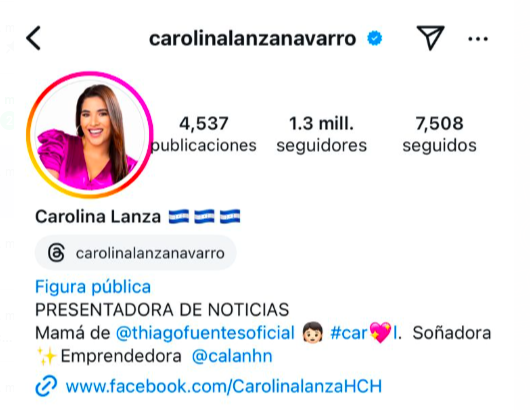 carolinalanzanavarro
4,537 1.3 mill. 7,508
publicaciones seguidores seguidos
Carolina Lanza 🇭🇳🇭🇳🇭🇳
carolinalanzanavarro
Figura pública
PRESENTADORA DE NOTICIAS
Mamá de @thiagofuentesoficial 👦🏻 #car💖l. Soñadora
✨Emprendedora @calanhn
www.facebook.com/CarolinalanzaHCH